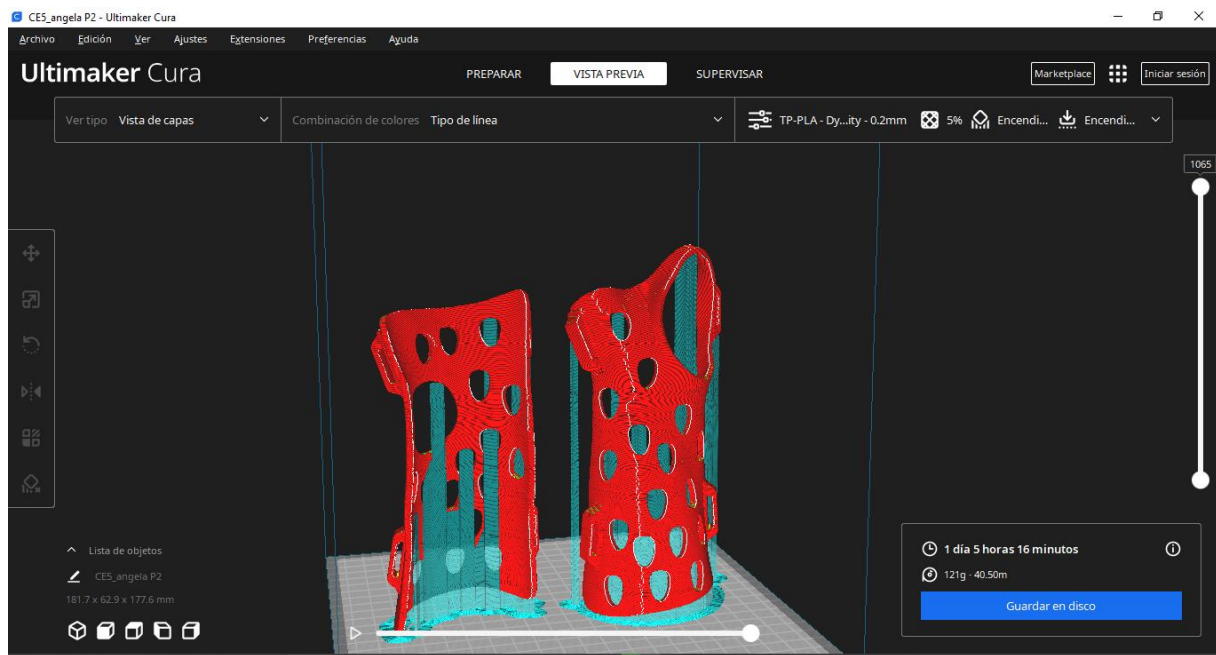 CE5_angela P2 - Ultimaker Cura
Archivo Edición Ver Ajustes Extensiones Preferencias Ayuda
Ultimaker Cura PREPARAR VISTA PREVIA SUPERVISAR Marketplace Iniciar sesión
Ver tipo Vista de capas Combinación de colores Tipo de línea TP-PLA - Dy...ity - 0.2mm 5% Encendi... Encendi...
1065
Lista de objetos
CE5_angela P2
181.7 x 62.9 x 177.6 mm
1 día 5 horas 16 minutos
121g · 40.50m
Guardar en disco